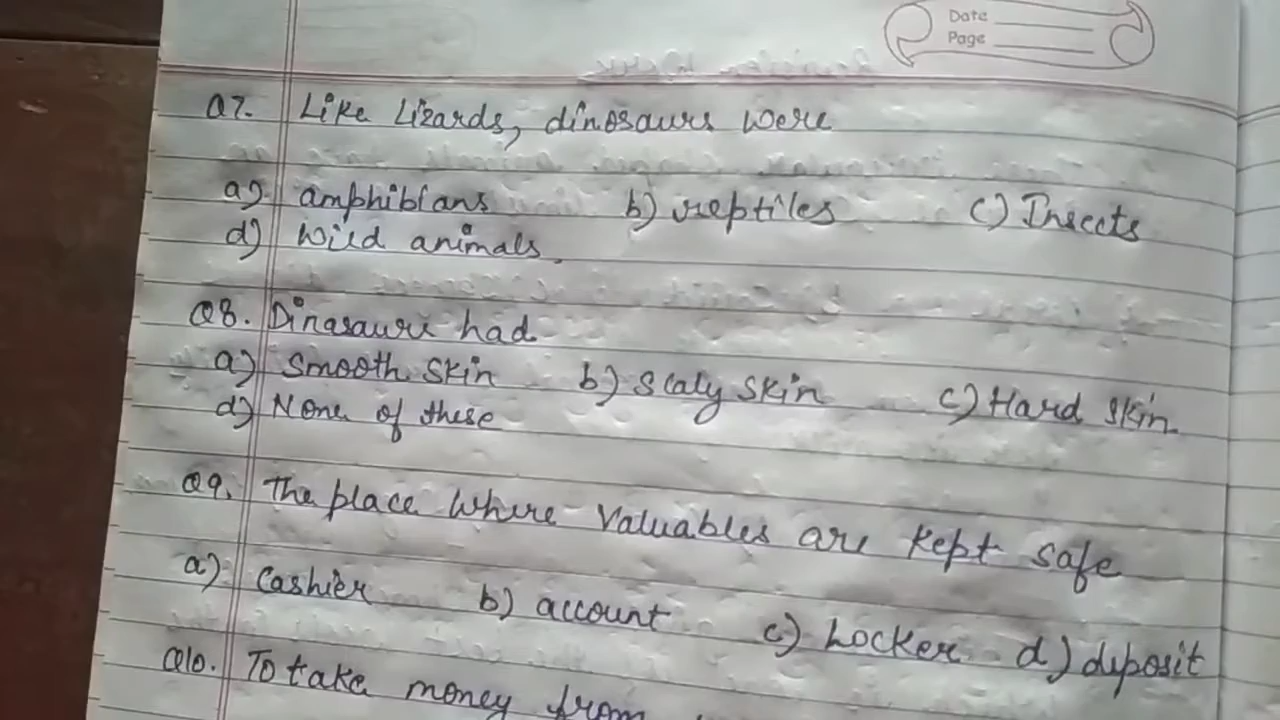 Date
Page
Q7. Like Lizards, dinosaurs were
a) amphibians b) reptiles c) Insects
d) Wild animals.
Q8. Dinasaure had
a) Smooth Skin b) Scaly Skin c) Hard Skin
d) None of these
Q9. The place where Valuables are kept safe
a) Cashier b) account c) Locker d) deposit
Q10. To take money from